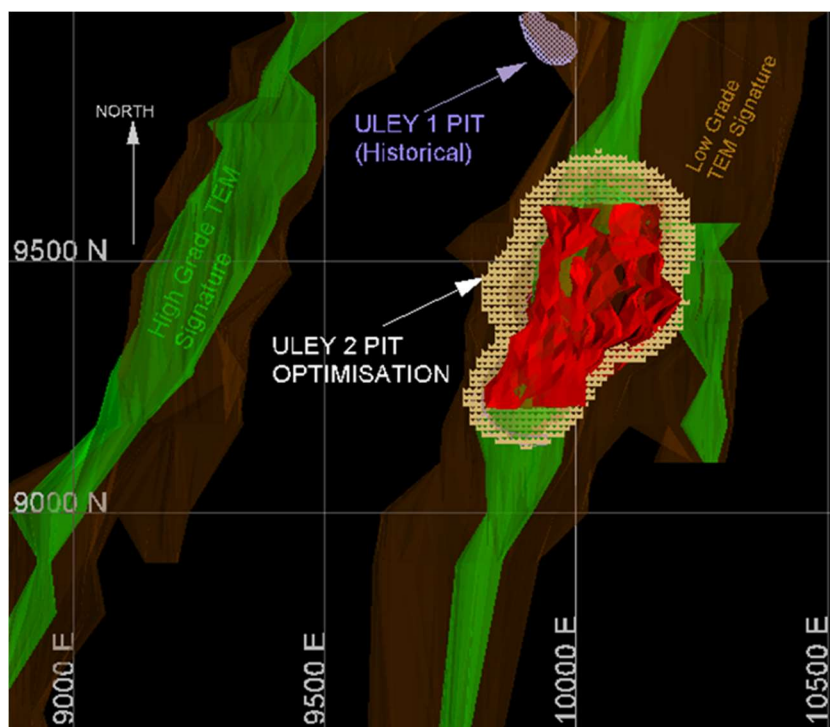 NORTH
ULEY 1 PIT
(Historical)
Low Grade
TEM Signature
High Grade TEM
Signature
9500 N
ULEY 2 PIT
OPTIMISATION
9000 N
9000 E
9500 E
10000 E
10500 E